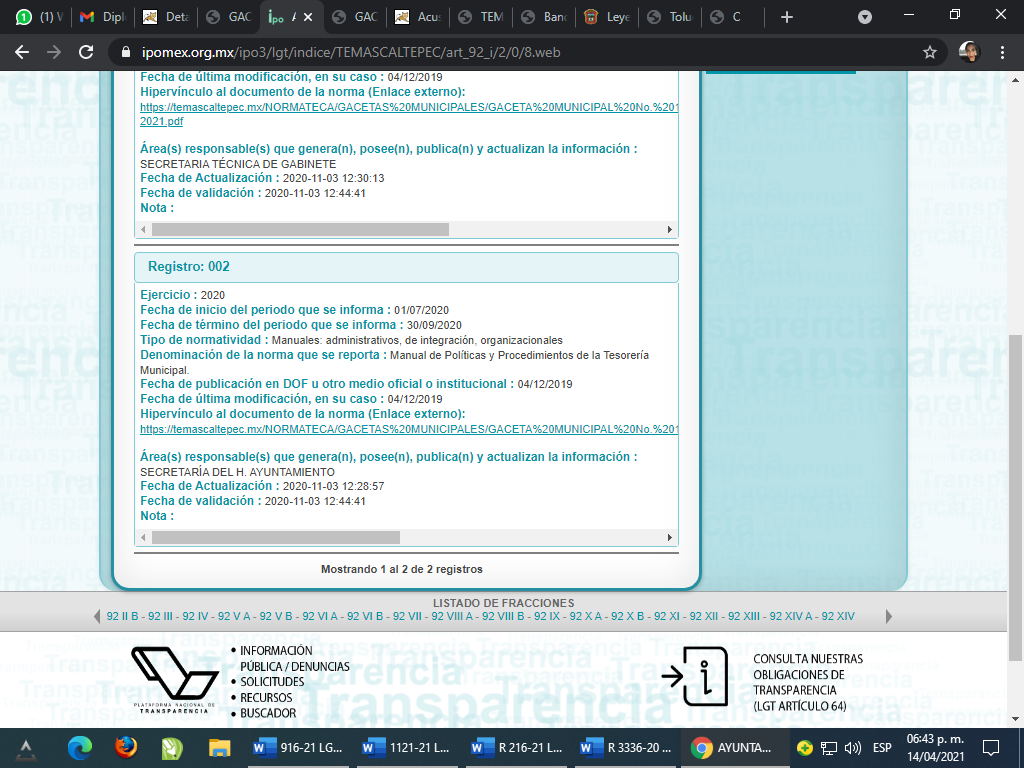 (1) W
Dipl
Deta
GAC
ipo
A
GAC
Acus
TEM
Banc
Leye
Tolu
C
ipomex.org.mx/ipo3/lgt/indice/TEMASCALTEPEC/art_92_i/2/0/8.web
Fecha de última modificación, en su caso : 04/12/2019
Hipervínculo al documento de la norma (Enlace externo):
https://temascaltepec.mx/NORMATECA/GACETAS%20MUNICIPALES/GACETA%20MUNICIPAL%20No.%201
2021.pdf
Área(s) responsable(s) que genera(n), posee(n), publica(n) y actualizan la información :
SECRETARIA TÉCNICA DE GABINETE
Fecha de Actualización : 2020-11-03 12:30:13
Fecha de validación : 2020-11-03 12:44:41
Nota :
Registro: 002
Ejercicio : 2020
Fecha de inicio del periodo que se informa : 01/07/2020
Fecha de término del periodo que se informa : 30/09/2020
Tipo de normatividad : Manuales: administrativos, de integración, organizacionales
Denominación de la norma que se reporta : Manual de Políticas y Procedimientos de la Tesorería
Municipal.
Fecha de publicación en DOF u otro medio oficial o institucional : 04/12/2019
Fecha de última modificación, en su caso : 04/12/2019
Hipervínculo al documento de la norma (Enlace externo):
https://temascaltepec.mx/NORMATECA/GACETAS%20MUNICIPALES/GACETA%20MUNICIPAL%20No.%201
Área(s) responsable(s) que genera(n), posee(n), publica(n) y actualizan la información :
SECRETARÍA DEL H. AYUNTAMIENTO
Fecha de Actualización : 2020-11-03 12:28:57
Fecha de validación : 2020-11-03 12:44:41
Nota :
Mostrando 1 al 2 de 2 registros
LISTADO DE FRACCIONES
92 II B - 92 III - 92 IV - 92 V A - 92 V B - 92 VI A - 92 VI B - 92 VII - 92 VIII A - 92 VIII B - 92 IX - 92 X A - 92 X B - 92 XI - 92 XII - 92 XIII - 92 XIV A - 92 XIV
PLATAFORMA NACIONAL DE
TRANSPARENCIA
• INFORMACIÓN
PÚBLICA / DENUNCIAS
• SOLICITUDES
• RECURSOS
• BUSCADOR
CONSULTA NUESTRAS
OBLIGACIONES DE
TRANSPARENCIA
(LGT ARTÍCULO 64)
916-21 LG...
1121-21 L...
R 216-21 L...
R 3336-20 ...
AYUNTA...
ESP
06:43 p. m.
14/04/2021